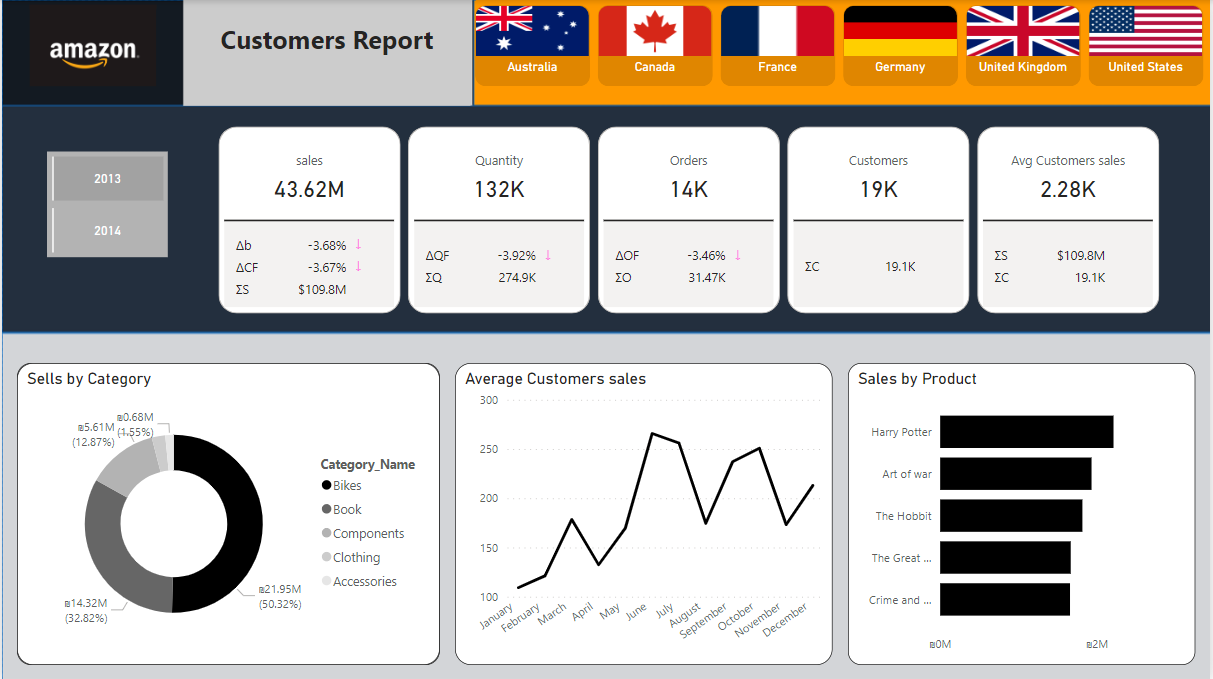 amazon
Customers Report
Australia
Canada
France
Germany
United Kingdom
United States
2013
2014
sales
43.62M
Δb -3.68% ↓
ΔCF -3.67% ↓
ΣS $109.8M
Quantity
132K
ΔQF -3.92% ↓
ΣQ 274.9K
Orders
14K
ΔOF -3.46% ↓
ΣO 31.47K
Customers
19K
ΣC 19.1K
Avg Customers sales
2.28K
ΣS $109.8M
ΣC 19.1K
Sells by Category
₪0.68M
(1.55%)
₪5.61M
(12.87%)
₪14.32M
(32.82%)
₪21.95M
(50.32%)
Category_Name
Bikes
Book
Components
Clothing
Accessories
Average Customers sales
300
250
200
150
100
January
February
March
April
May
June
July
August
September
October
November
December
Sales by Product
Harry Potter
Art of war
The Hobbit
The Great ...
Crime and ...
₪0M ₪2M